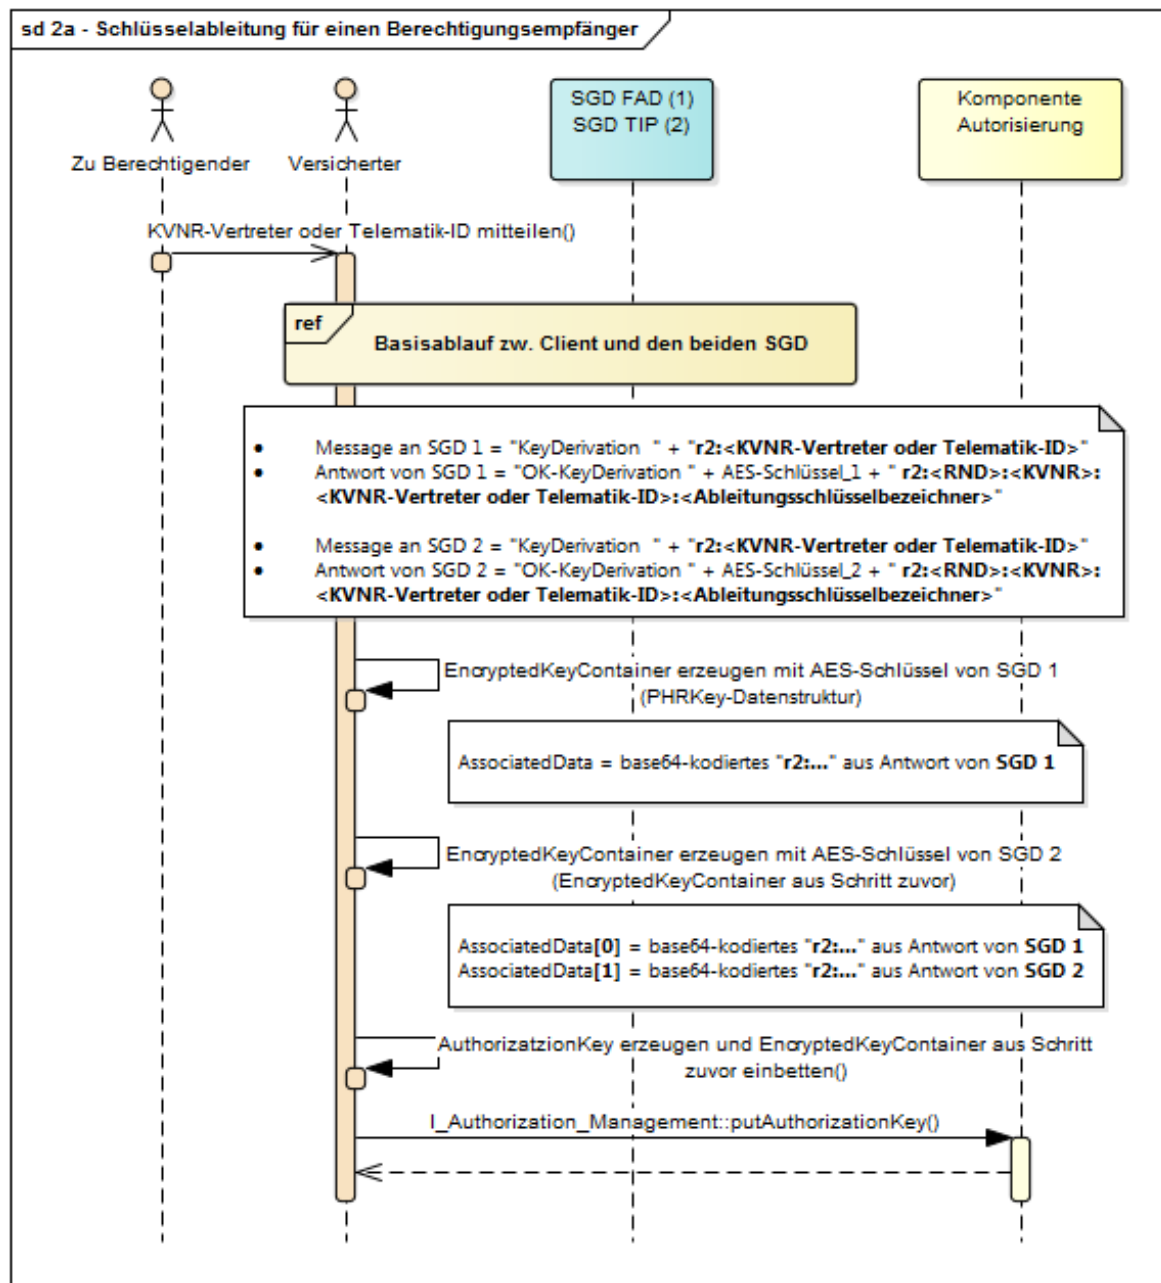 sd 2a - Schlüsselableitung für einen Berechtigungsempfänger
SGD FAD (1)
SGD TIP (2)
Komponente
Autorisierung
Zu Berechtigender
Versicherter
KVNR-Vertreter oder Telematik-ID mitteilen()
ref
Basisablauf zw. Client und den beiden SGD
• Message an SGD 1 = "KeyDerivation " + "r2:<KVNR-Vertreter oder Telematik-ID>"
• Antwort von SGD 1 = "OK-KeyDerivation " + AES-Schlüssel_1 + " r2:<RND>:<KVNR>:
<KVNR-Vertreter oder Telematik-ID>:<Ableitungsschlüsselbezeichner>"
• Message an SGD 2 = "KeyDerivation " + "r2:<KVNR-Vertreter oder Telematik-ID>"
• Antwort von SGD 2 = "OK-KeyDerivation " + AES-Schlüssel_2 + " r2:<RND>:<KVNR>:
<KVNR-Vertreter oder Telematik-ID>:<Ableitungsschlüsselbezeichner>"
EncryptedKeyContainer erzeugen mit AES-Schlüssel von SGD 1
(PHRKey-Datenstruktur)
AssociatedData = base64-kodiertes "r2:..." aus Antwort von SGD 1
EncryptedKeyContainer erzeugen mit AES-Schlüssel von SGD 2
(EncryptedKeyContainer aus Schritt zuvor)
AssociatedData[0] = base64-kodiertes "r2:..." aus Antwort von SGD 1
AssociatedData[1] = base64-kodiertes "r2:..." aus Antwort von SGD 2
AuthorizatzionKey erzeugen und EncryptedKeyContainer aus Schritt
zuvor einbetten()
I_Authorization_Management::putAuthorizationKey()